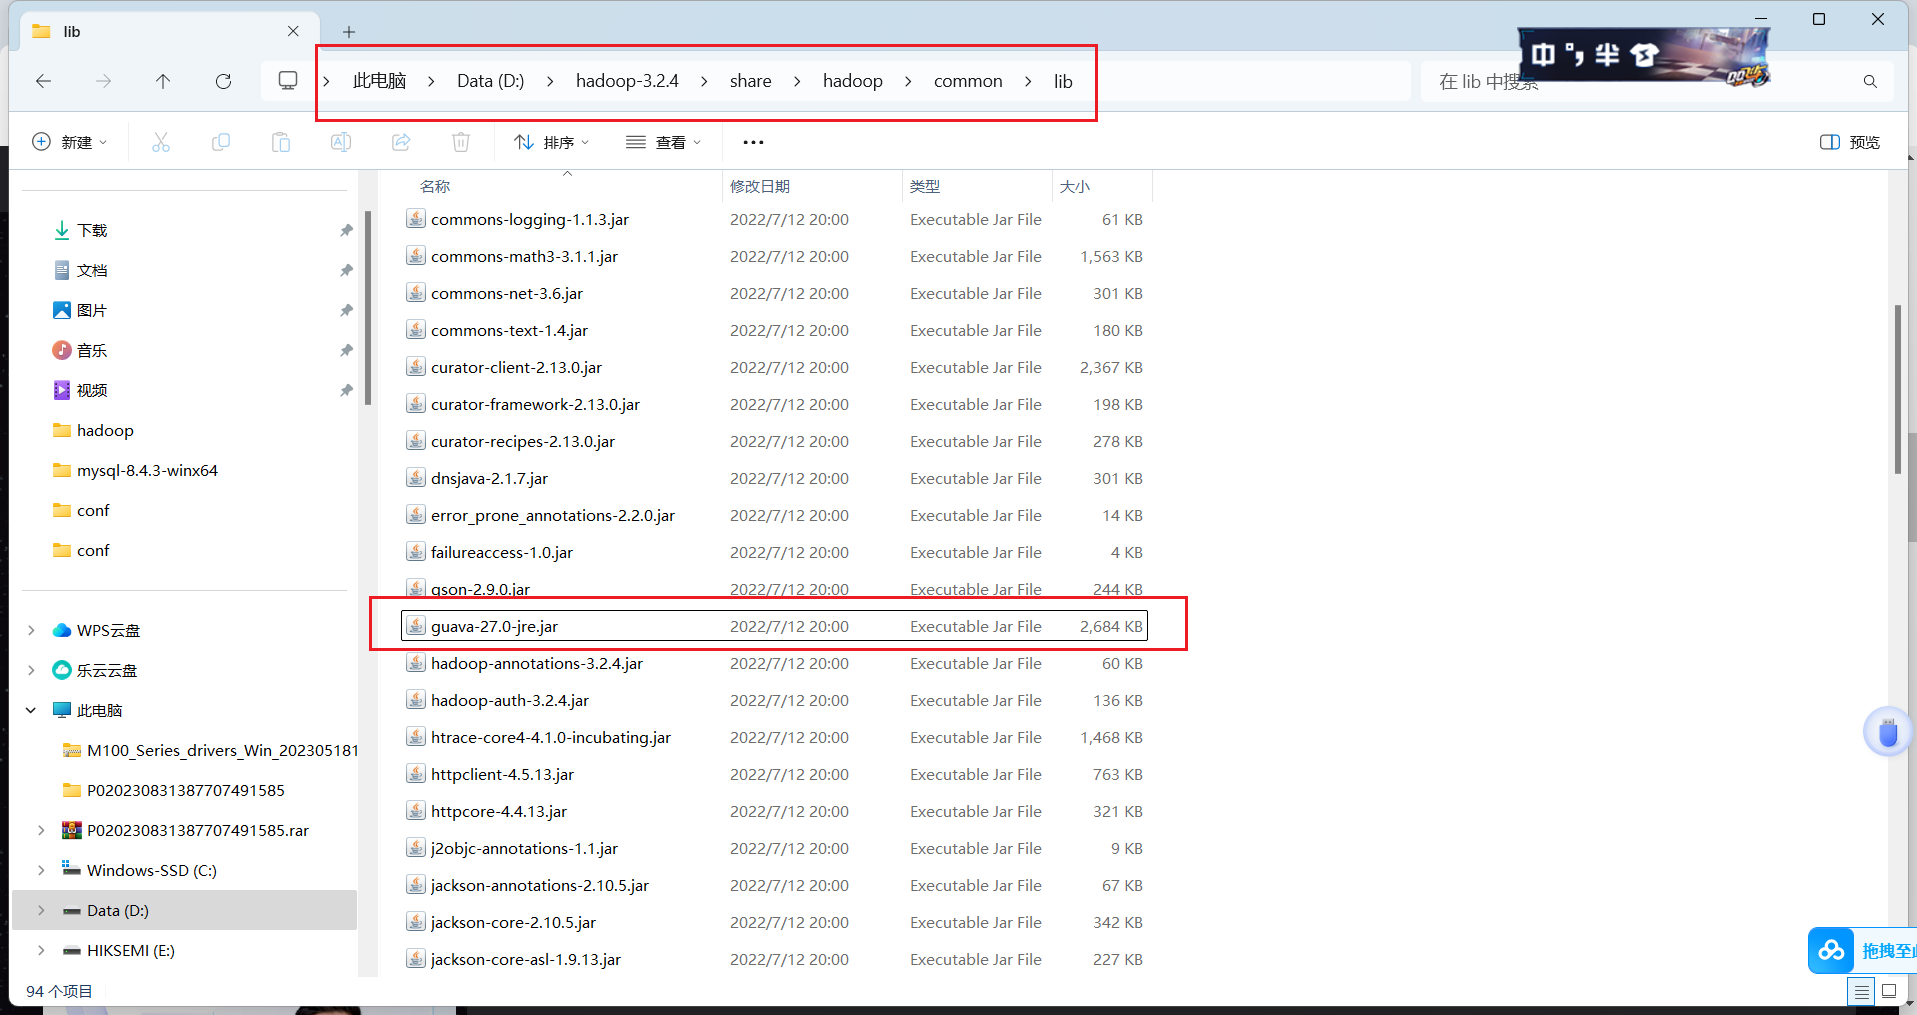 lib
此电脑 > Data (D:) > hadoop-3.2.4 > share > hadoop > common > lib
在 lib 中搜索
中 °, 半
QQ飞车
新建
排序
查看
预览
名称 修改日期 类型 大小
commons-logging-1.1.3.jar 2022/7/12 20:00 Executable Jar File 61 KB
commons-math3-3.1.1.jar 2022/7/12 20:00 Executable Jar File 1,563 KB
commons-net-3.6.jar 2022/7/12 20:00 Executable Jar File 301 KB
commons-text-1.4.jar 2022/7/12 20:00 Executable Jar File 180 KB
curator-client-2.13.0.jar 2022/7/12 20:00 Executable Jar File 2,367 KB
curator-framework-2.13.0.jar 2022/7/12 20:00 Executable Jar File 198 KB
curator-recipes-2.13.0.jar 2022/7/12 20:00 Executable Jar File 278 KB
dnsjava-2.1.7.jar 2022/7/12 20:00 Executable Jar File 301 KB
error_prone_annotations-2.2.0.jar 2022/7/12 20:00 Executable Jar File 14 KB
failureaccess-1.0.jar 2022/7/12 20:00 Executable Jar File 4 KB
gson-2.9.0.jar 2022/7/12 20:00 Executable Jar File 244 KB
guava-27.0-jre.jar 2022/7/12 20:00 Executable Jar File 2,684 KB
hadoop-annotations-3.2.4.jar 2022/7/12 20:00 Executable Jar File 60 KB
hadoop-auth-3.2.4.jar 2022/7/12 20:00 Executable Jar File 136 KB
htrace-core4-4.1.0-incubating.jar 2022/7/12 20:00 Executable Jar File 1,468 KB
httpclient-4.5.13.jar 2022/7/12 20:00 Executable Jar File 763 KB
httpcore-4.4.13.jar 2022/7/12 20:00 Executable Jar File 321 KB
j2objc-annotations-1.1.jar 2022/7/12 20:00 Executable Jar File 9 KB
jackson-annotations-2.10.5.jar 2022/7/12 20:00 Executable Jar File 67 KB
jackson-core-2.10.5.jar 2022/7/12 20:00 Executable Jar File 342 KB
jackson-core-asl-1.9.13.jar 2022/7/12 20:00 Executable Jar File 227 KB
下载
文档
图片
音乐
视频
hadoop
mysql-8.4.3-winx64
conf
conf
WPS云盘
乐云云盘
此电脑
M100_Series_drivers_Win_202305181
P020230831387707491585
P020230831387707491585.rar
Windows-SSD (C:)
Data (D:)
HIKSEMI (E:)
拖拽至此
94 个项目